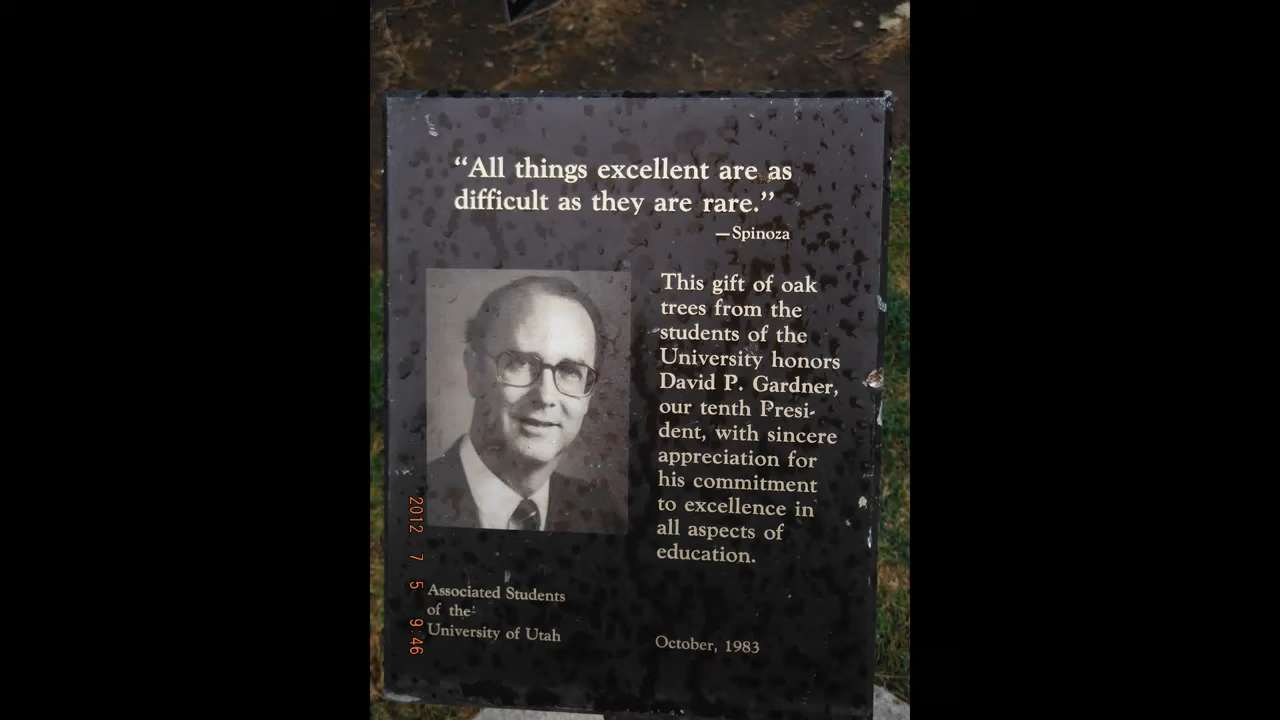 “All things excellent are as
difficult as they are rare.”
—Spinoza
This gift of oak
trees from the
students of the
University honors
David P. Gardner,
our tenth Presi-
dent, with sincere
appreciation for
his commitment
to excellence in
all aspects of
education.
Associated Students
of the
University of Utah
October, 1983
2012. 7. 5 9:46